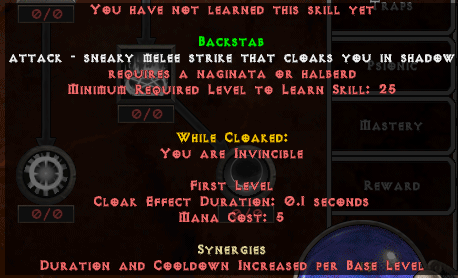 You have not learned this skill yet
0/0
0/0
Traps
Backstab
attack - sneaky melee strike that cloaks you in shadow
requires a naginata or halberd
Psionic
Minimum Required Level to Learn Skill: 25
0/0
Mastery
While Cloaked:
You are Invincible
First Level
Reward
Cloak Effect Duration: 0.1 seconds
0/0
Mana Cost: 5
Synergies
Duration and Cooldown Increased per Base Level